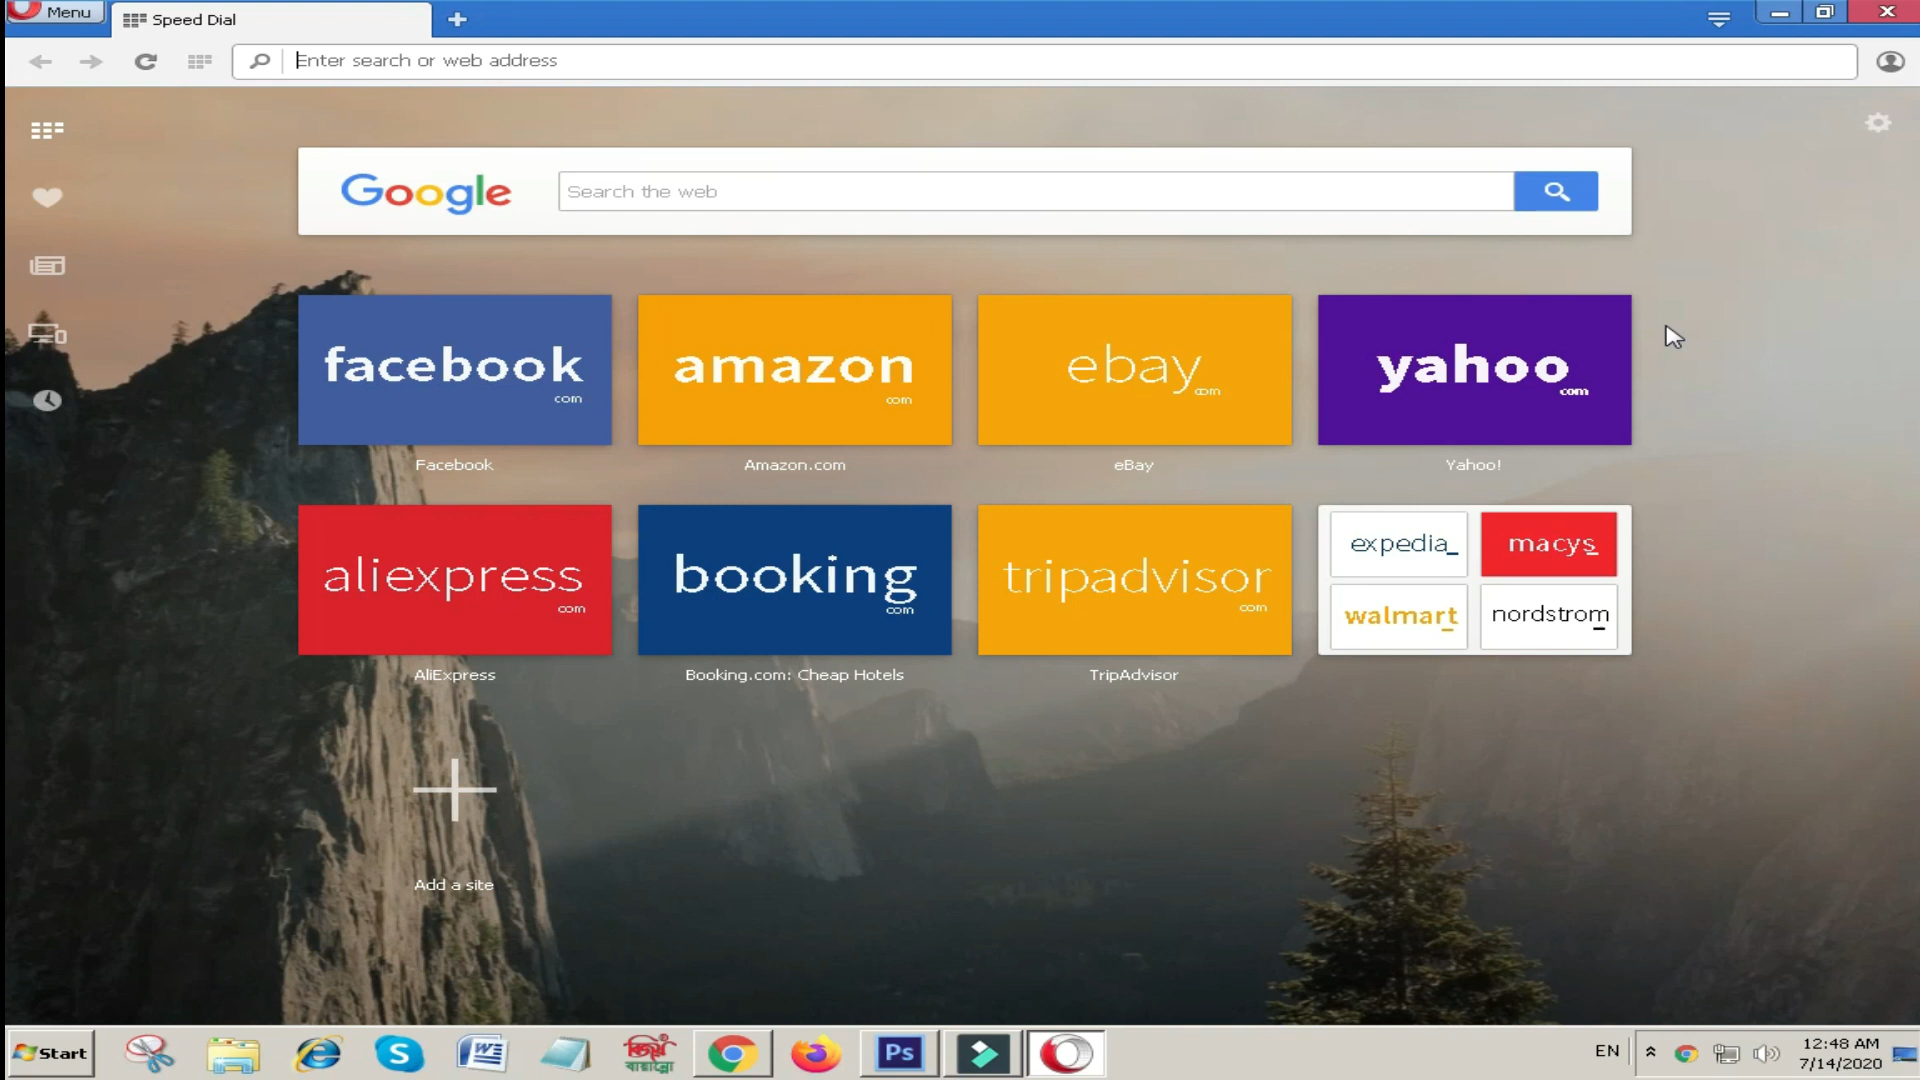 Menu
Speed Dial
Enter search or web address
Google
Search the web
facebook
com
amazon
com
ebay
com
yahoo
com
Facebook
Amazon.com
eBay
Yahoo!
aliexpress
com
booking
com
tripadvisor
com
expedia_
macys
walmart
nordstrom
AliExpress
Booking.com: Cheap Hotels
TripAdvisor
Add a site
Start
S
W
বিজয়
বায়ান্নো
Ps
EN
12:48 AM
7/14/2020